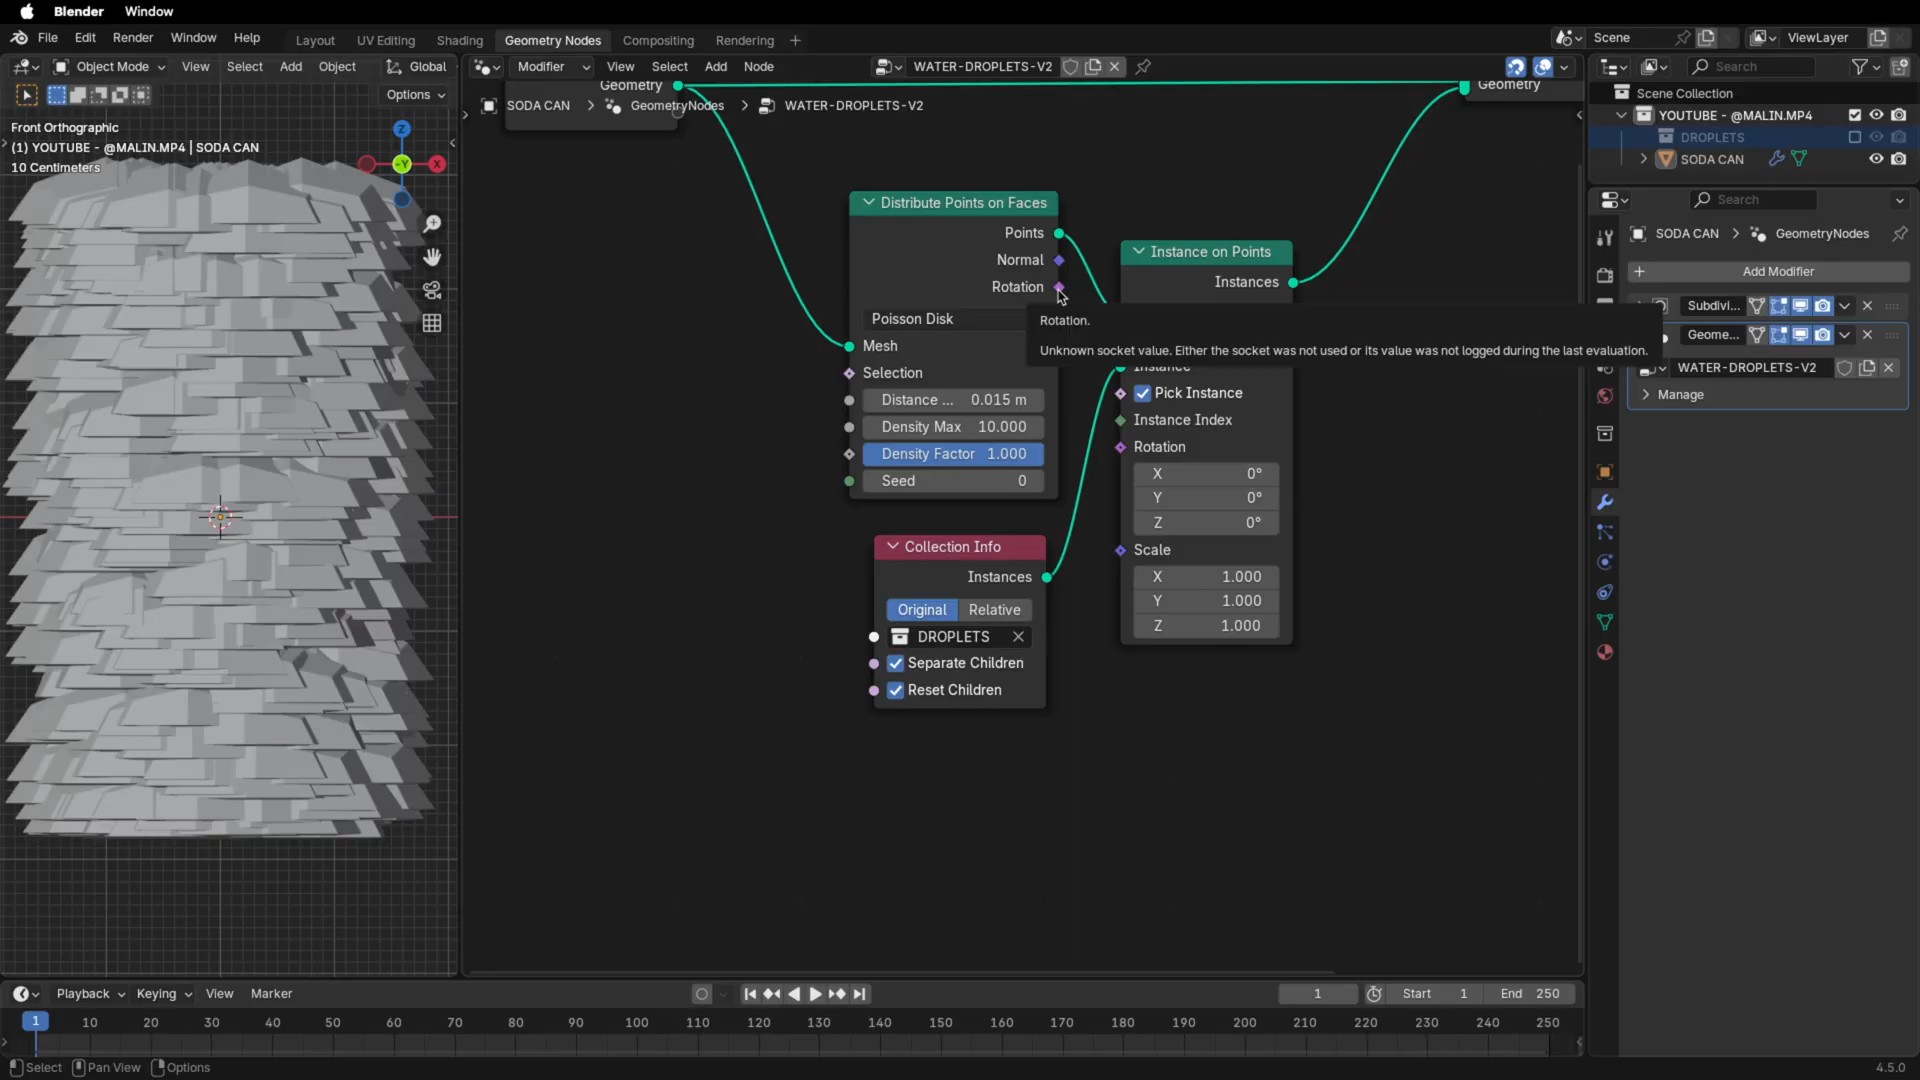 Blender Window
File Edit Render Window Help Layout UV Editing Shading Geometry Nodes Compositing Rendering + Scene ViewLayer
Object Mode View Select Add Object Global Modifier View Select Add Node WATER-DROPLETS-V2 Search
Options
SODA CAN > GeometryNodes > WATER-DROPLETS-V2
Geometry
Geometry
Front Orthographic
(1) YOUTUBE - @MALIN.MP4 | SODA CAN
10 Centimeters
Z
-Y
X
Distribute Points on Faces
Points
Normal
Rotation
Poisson Disk
Mesh
Selection
Distance ... 0.015 m
Density Max 10.000
Density Factor 1.000
Seed 0
Rotation.
Unknown socket value. Either the socket was not used or its value was not logged during the last evaluation.
Instance on Points
Instances
Instance
Pick Instance
Instance Index
Rotation
X 0°
Y 0°
Z 0°
Scale
X 1.000
Y 1.000
Z 1.000
Collection Info
Instances
Original Relative
DROPLETS
Separate Children
Reset Children
Scene Collection
YOUTUBE - @MALIN.MP4
DROPLETS
SODA CAN
Search
SODA CAN > GeometryNodes
+ Add Modifier
Subdivi...
Geome...
WATER-DROPLETS-V2
Manage
Playback Keying View Marker 1 Start 1 End 250
1 10 20 30 40 50 60 70 80 90 100 110 120 130 140 150 160 170 180 190 200 210 220 230 240 250
Select Pan View Options 4.5.0